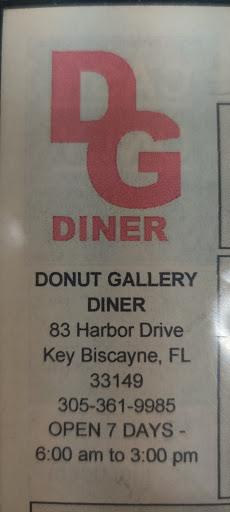 DG
DINER
DONUT GALLERY
DINER
83 Harbor Drive
Key Biscayne, FL
33149
305-361-9985
OPEN 7 DAYS -
6:00 am to 3:00 pm